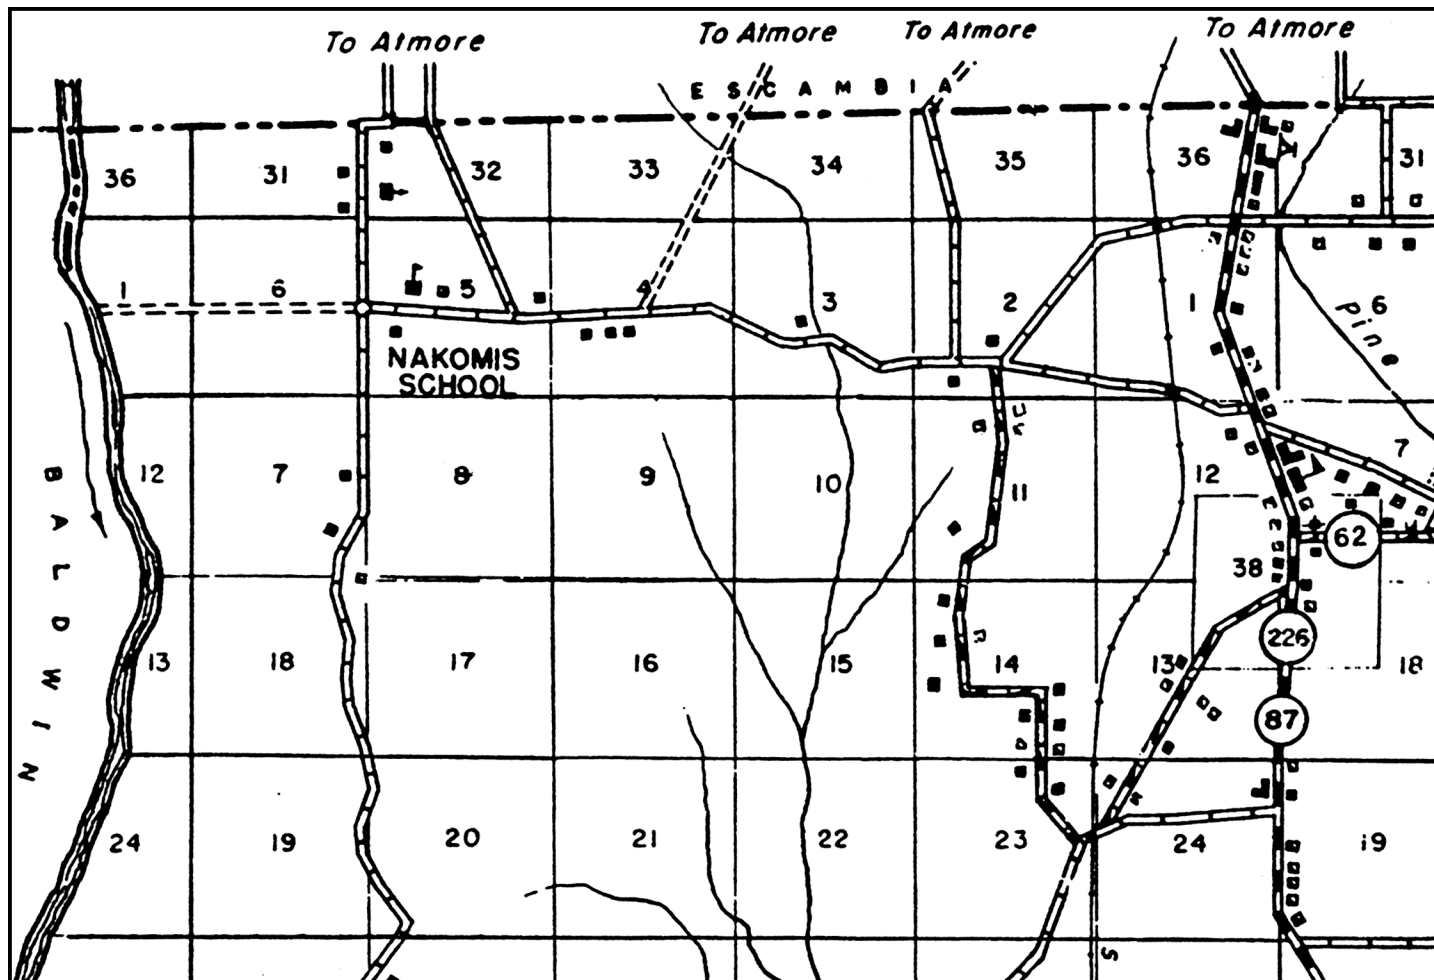 To Atmore To Atmore To Atmore To Atmore
ESCAMBIA
36 31 32 33 34 35 36 31
1 6 5 4 3 2 1 6
Pine
NAKOMIS
SCHOOL
12 7 8 9 10 11 12 7
62
38
226
13 18 17 16 15 14 13 18
87
24 19 20 21 22 23 24 19
BALDWIN
S